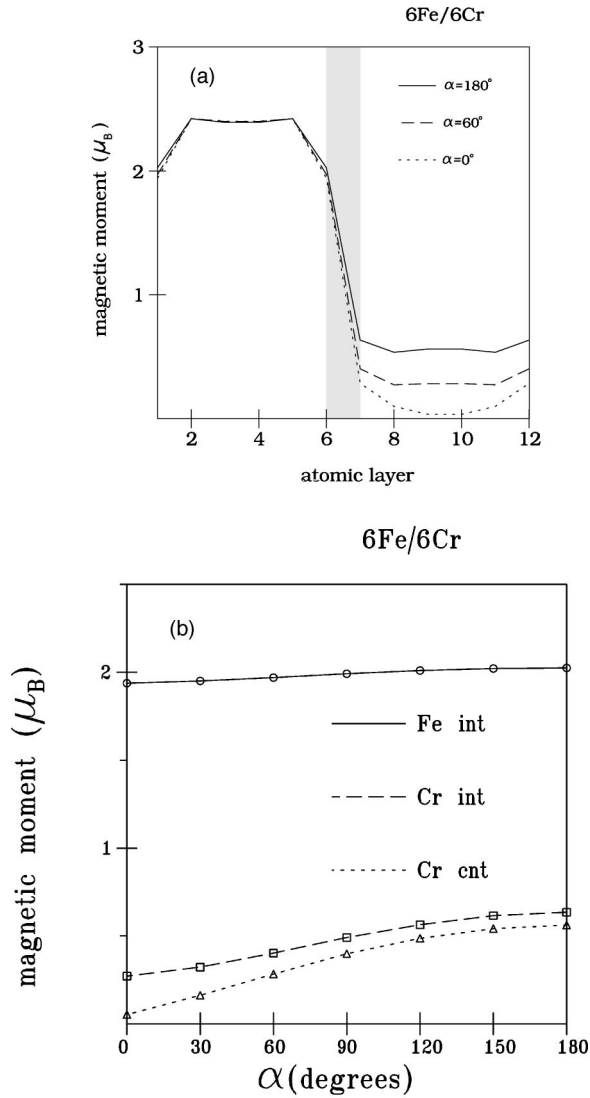 6Fe/6Cr
3
(a)
α=180°
α=60°
α=0°
2
1
magnetic moment (μB)
2 4 6 8 10 12
atomic layer
6Fe/6Cr
(b)
2
Fe int
Cr int
1
Cr cnt
magnetic moment (μB)
0 30 60 90 120 150 180
α(degrees)